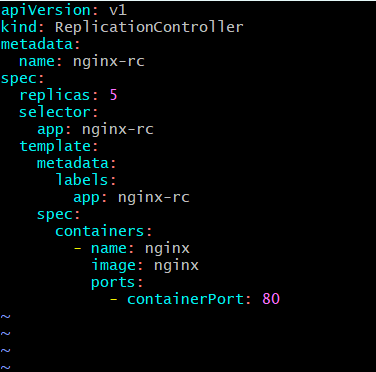 apiVersion: v1
kind: ReplicationController
metadata:
  name: nginx-rc
spec:
  replicas: 5
  selector:
    app: nginx-rc
  template:
    metadata:
      labels:
        app: nginx-rc
    spec:
      containers:
        - name: nginx
          image: nginx
          ports:
            - containerPort: 80
~
~
~
~